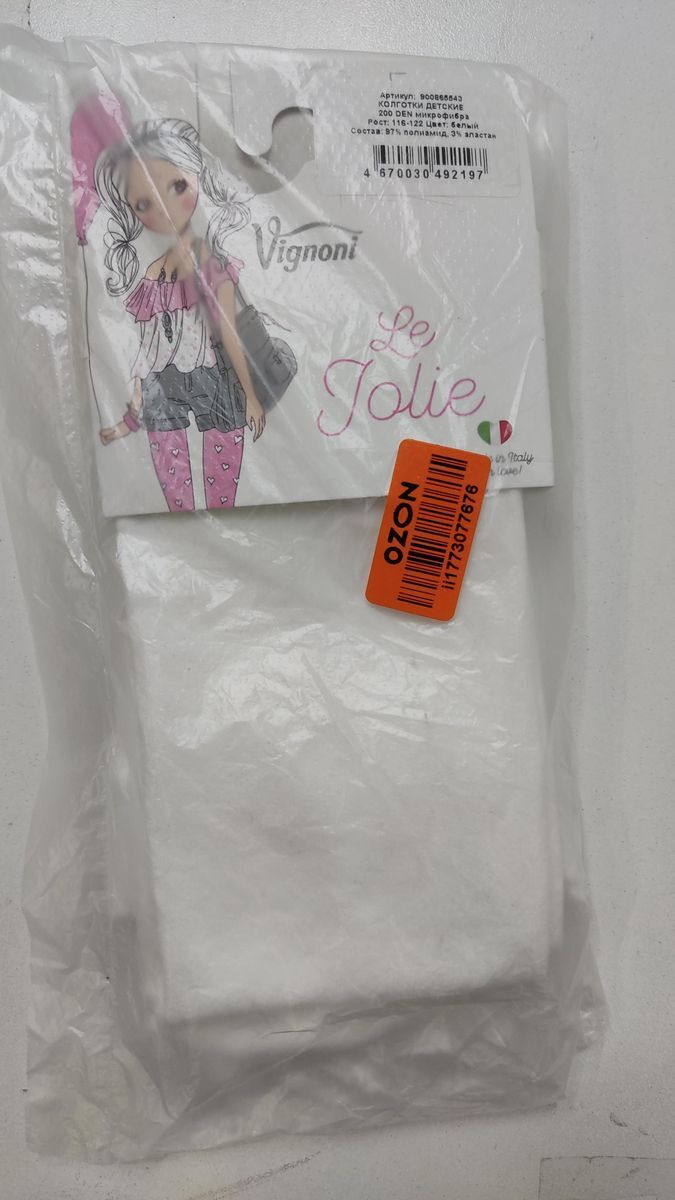 Артикул: 900865543
КОЛГОТКИ ДЕТСКИЕ
200 DEN микрофибра
Рост: 116-122 Цвет: белый
Состав: 97% полиамид, 3% эластан
4 670030 492197
Vignoni
Le
Jolie
in Italy
love!
OZON
ii1773077676